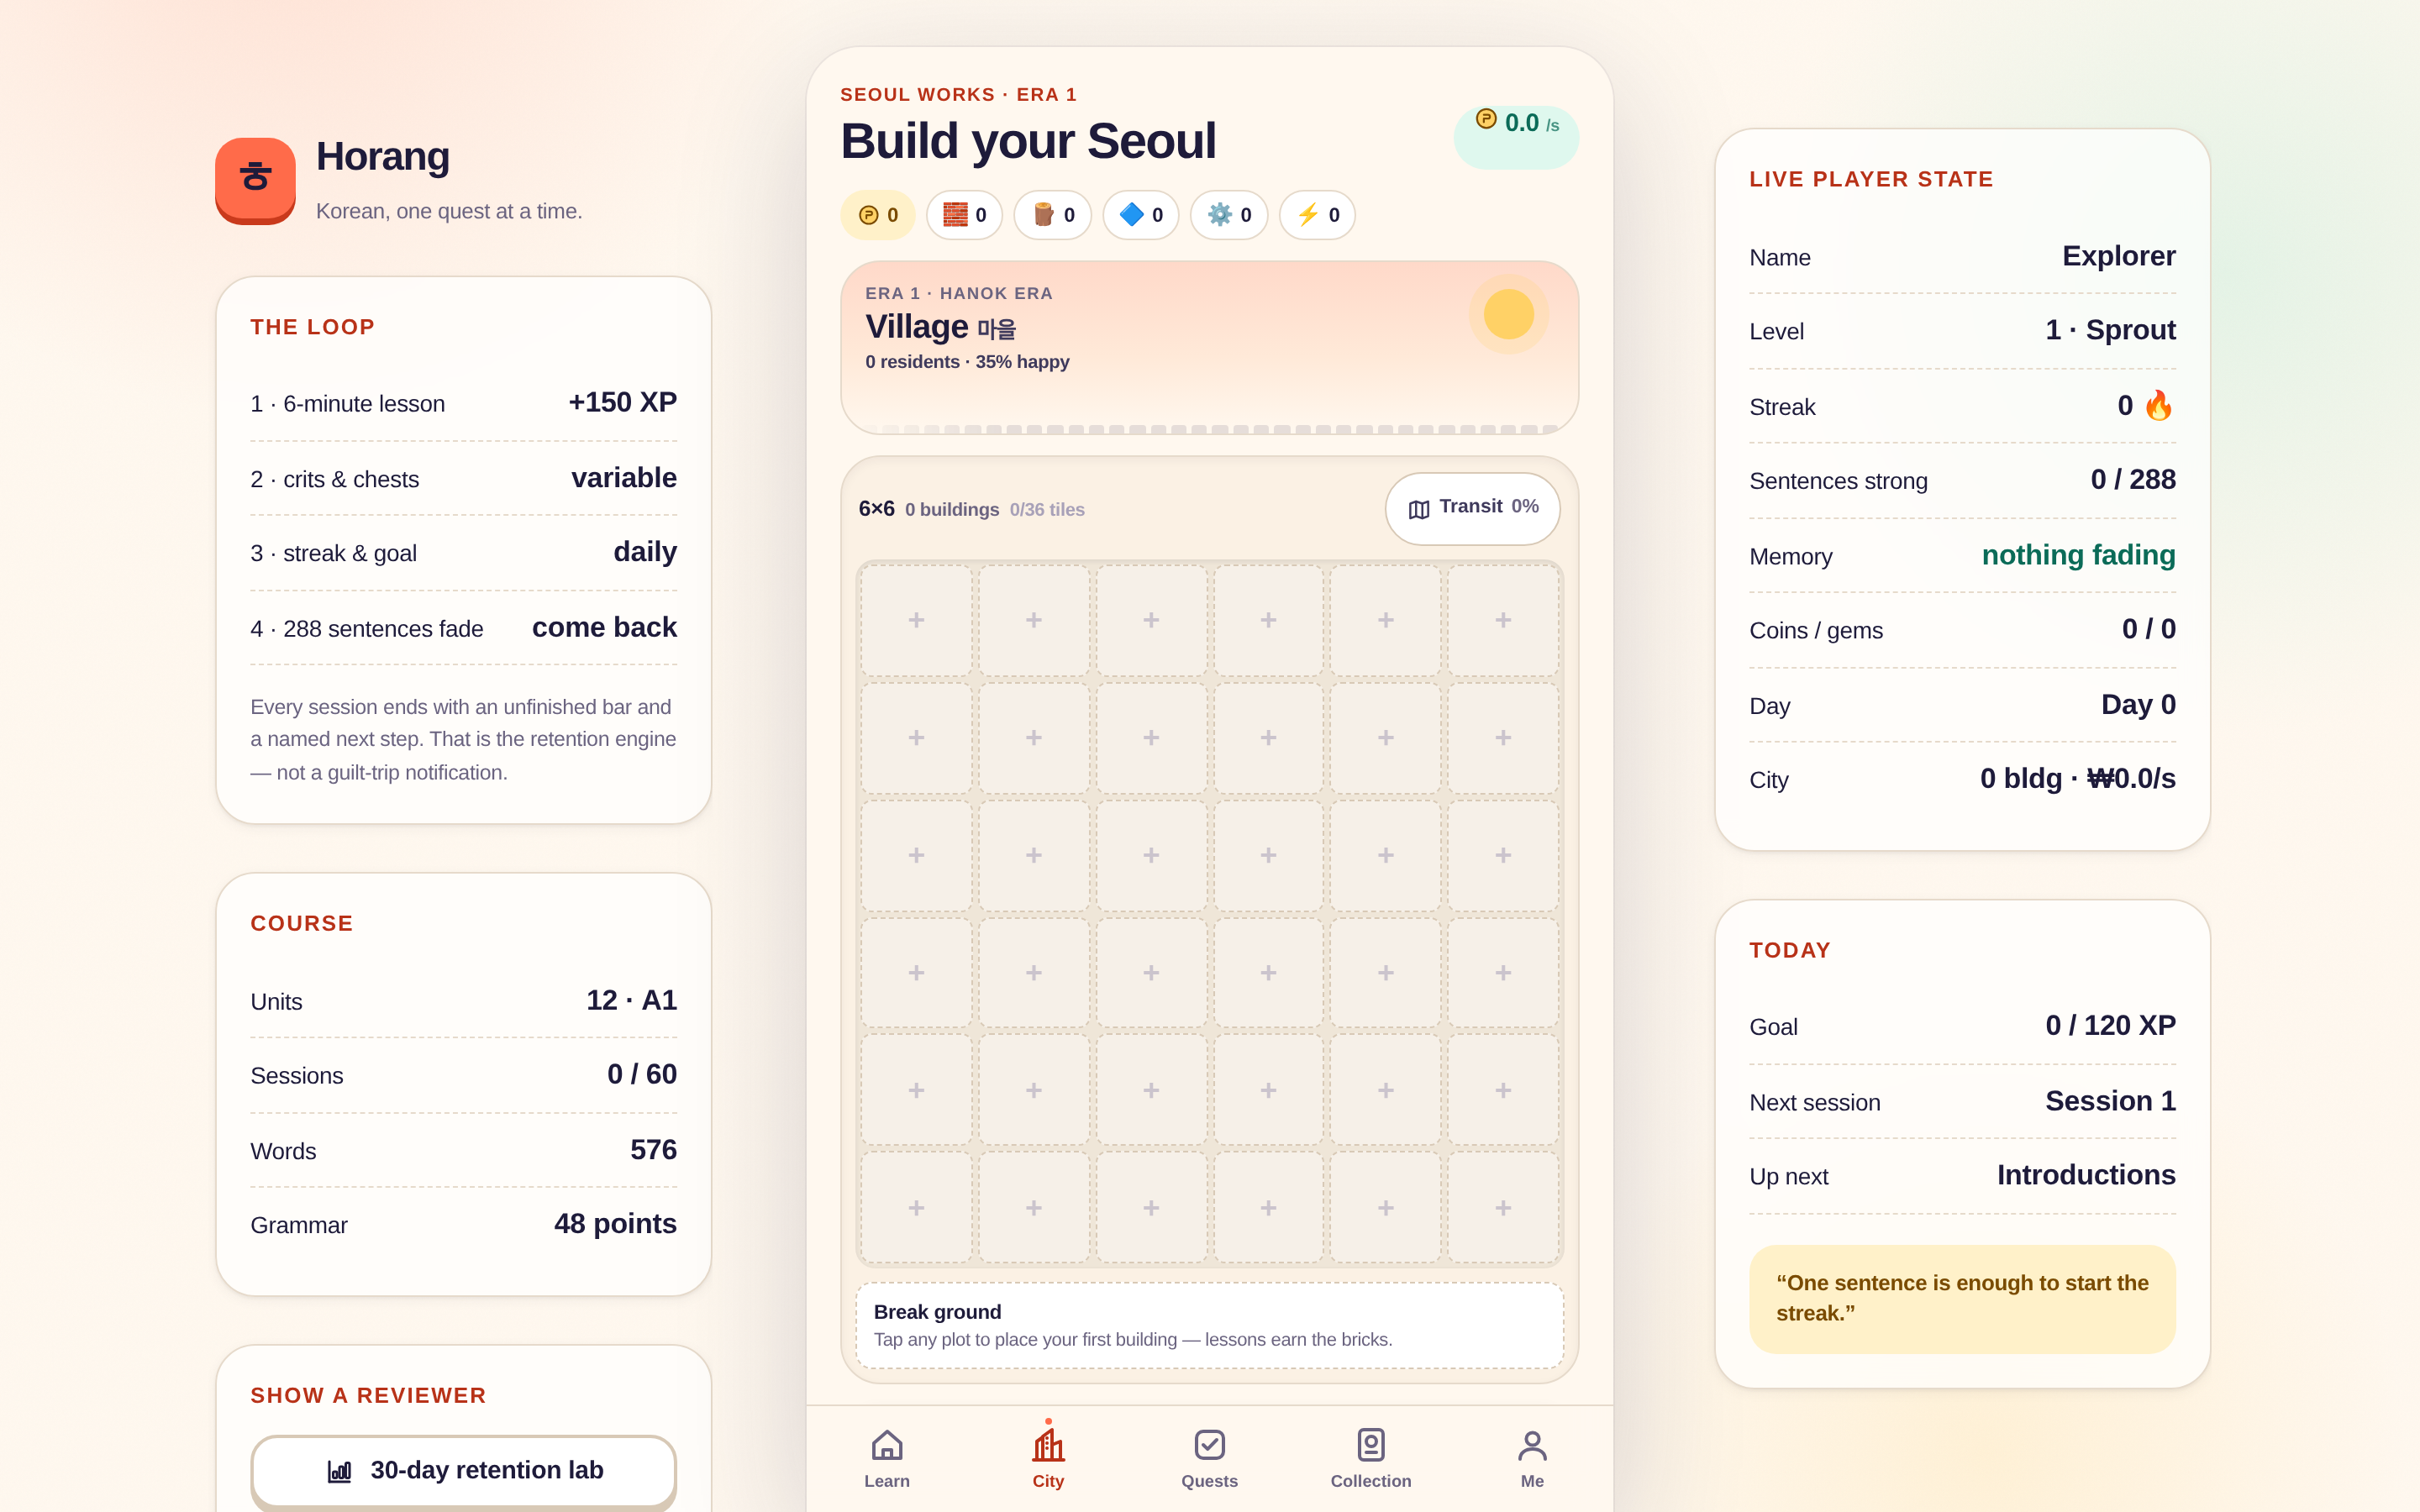 ㅎ
Horang
Korean, one quest at a time.
THE LOOP
1 · 6-minute lesson +150 XP
2 · crits & chests variable
3 · streak & goal daily
4 · 288 sentences fade come back
Every session ends with an unfinished bar and
a named next step. That is the retention engine
— not a guilt-trip notification.
COURSE
Units 12 · A1
Sessions 0 / 60
Words 576
Grammar 48 points
SHOW A REVIEWER
30-day retention lab
SEOUL WORKS · ERA 1
Build your Seoul
0.0 /s
0 0 0 0 0 0
ERA 1 · HANOK ERA
Village 마을
0 residents · 35% happy
6×6 0 buildings 0/36 tiles
Transit 0%
+ + + + + +
+ + + + + +
+ + + + + +
+ + + + + +
+ + + + + +
+ + + + + +
Break ground
Tap any plot to place your first building — lessons earn the bricks.
Learn City Quests Collection Me
LIVE PLAYER STATE
Name Explorer
Level 1 · Sprout
Streak 0 🔥
Sentences strong 0 / 288
Memory nothing fading
Coins / gems 0 / 0
Day Day 0
City 0 bldg · ₩0.0/s
TODAY
Goal 0 / 120 XP
Next session Session 1
Up next Introductions
“One sentence is enough to start the
streak.”